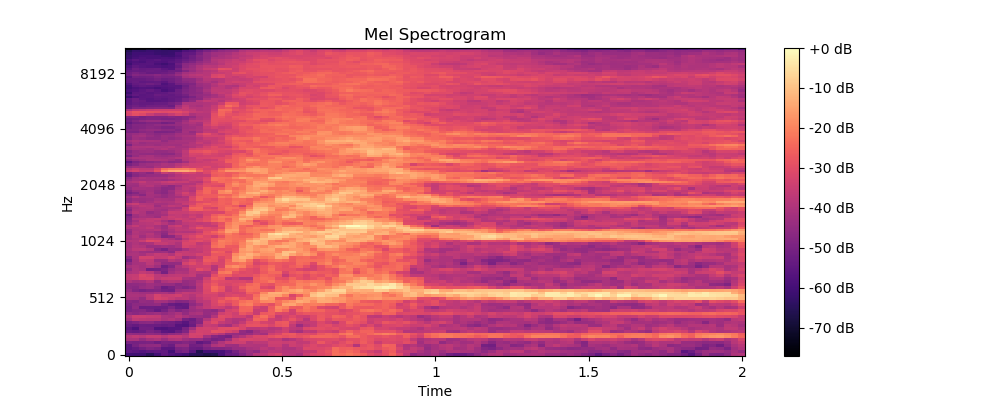 Mel Spectrogram
Hz
8192
4096
2048
1024
512
0
0 0.5 1 1.5 2
Time
+0 dB
-10 dB
-20 dB
-30 dB
-40 dB
-50 dB
-60 dB
-70 dB